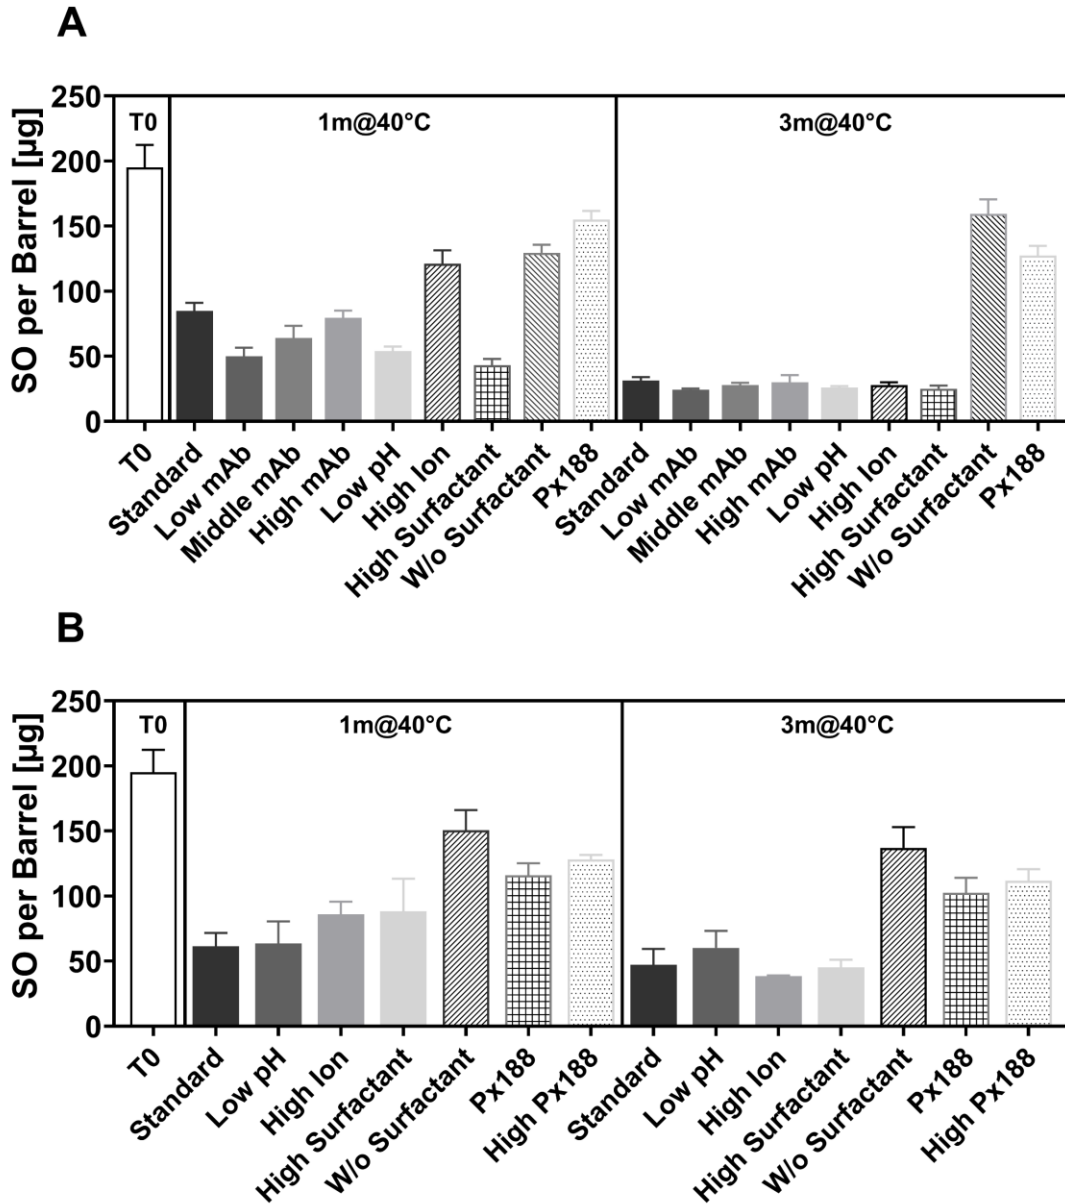 A
SO per Barrel [µg]
250
200
150
100
50
0
T0
1m@40°C
3m@40°C
T0
Standard
Low mAb
Middle mAb
High mAb
Low pH
High Ion
High Surfactant
W/o Surfactant
Px188
Standard
Low mAb
Middle mAb
High mAb
Low pH
High Ion
High Surfactant
W/o Surfactant
Px188
B
SO per Barrel [µg]
250
200
150
100
50
0
T0
1m@40°C
3m@40°C
T0
Standard
Low pH
High Ion
High Surfactant
W/o Surfactant
Px188
High Px188
Standard
Low pH
High Ion
High Surfactant
W/o Surfactant
Px188
High Px188